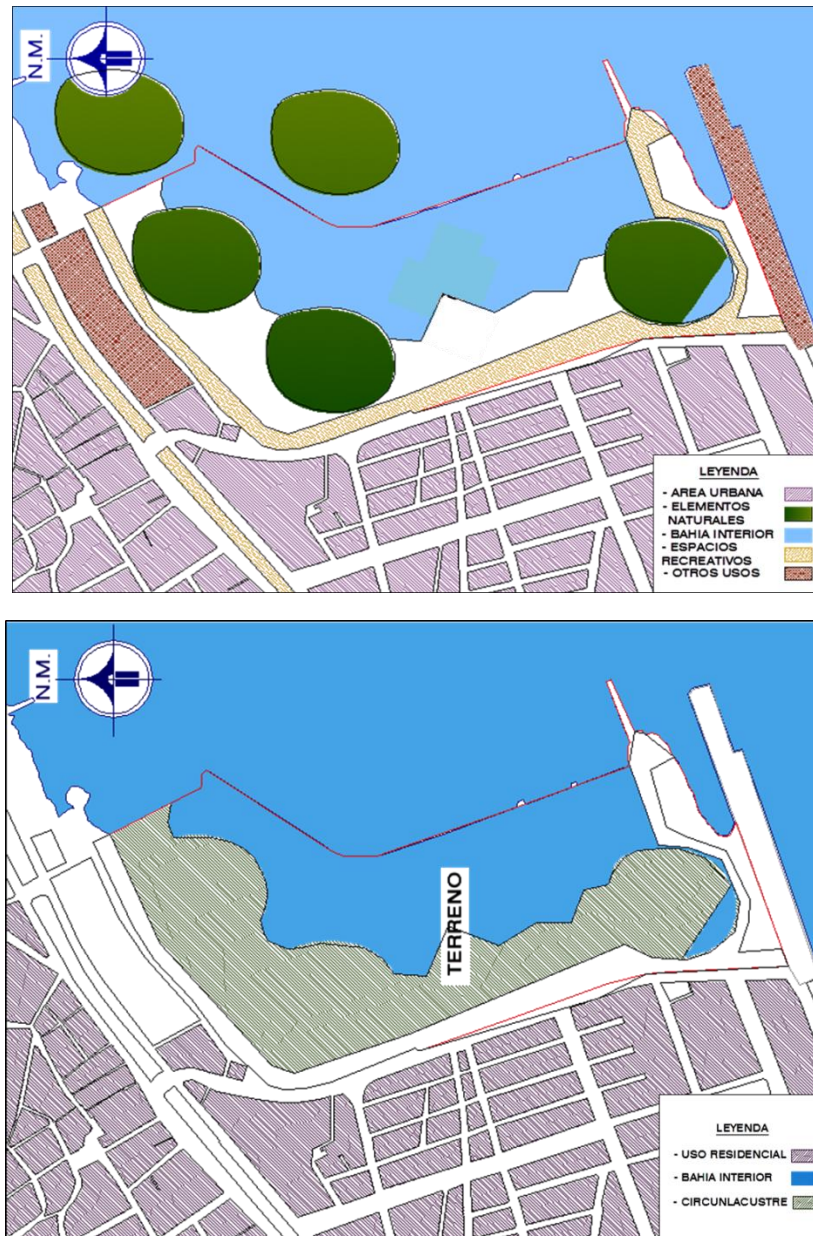 N.M.
LEYENDA
- AREA URBANA
- ELEMENTOS
NATURALES
- BAHIA INTERIOR
- ESPACIOS
RECREATIVOS
- OTROS USOS
N.M.
TERRENO
LEYENDA
- USO RESIDENCIAL
- BAHIA INTERIOR
- CIRCUNLACUSTRE